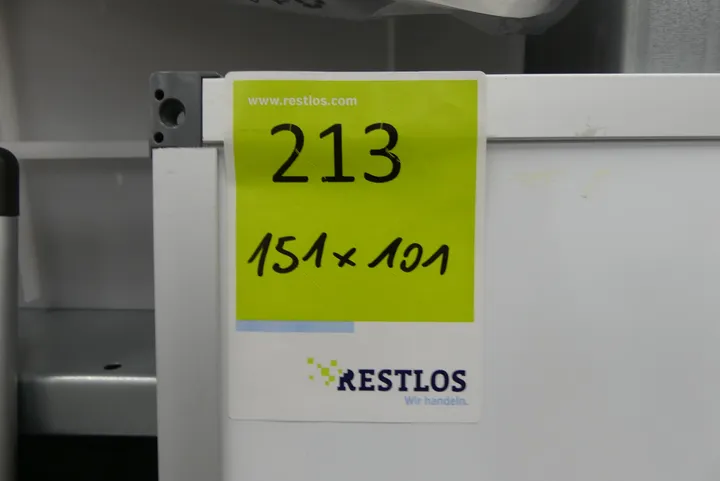 www.restlos.com
213
151 x 101
RESTLOS
Wir handeln.